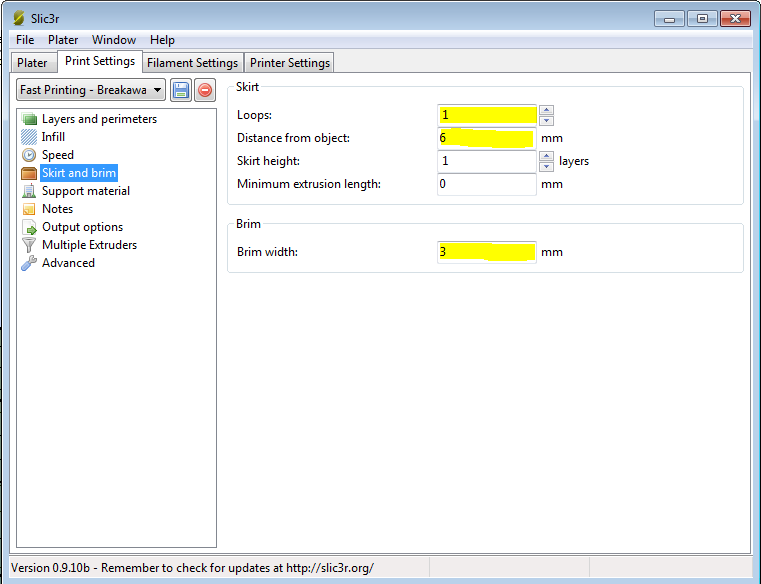 Slic3r
File Plater Window Help
Plater Print Settings Filament Settings Printer Settings
Fast Printing - Breakawa
Layers and perimeters
Infill
Speed
Skirt and brim
Support material
Notes
Output options
Multiple Extruders
Advanced
Skirt
Loops: 1
Distance from object: 6 mm
Skirt height: 1 layers
Minimum extrusion length: 0 mm
Brim
Brim width: 3 mm
Version 0.9.10b - Remember to check for updates at http://slic3r.org/